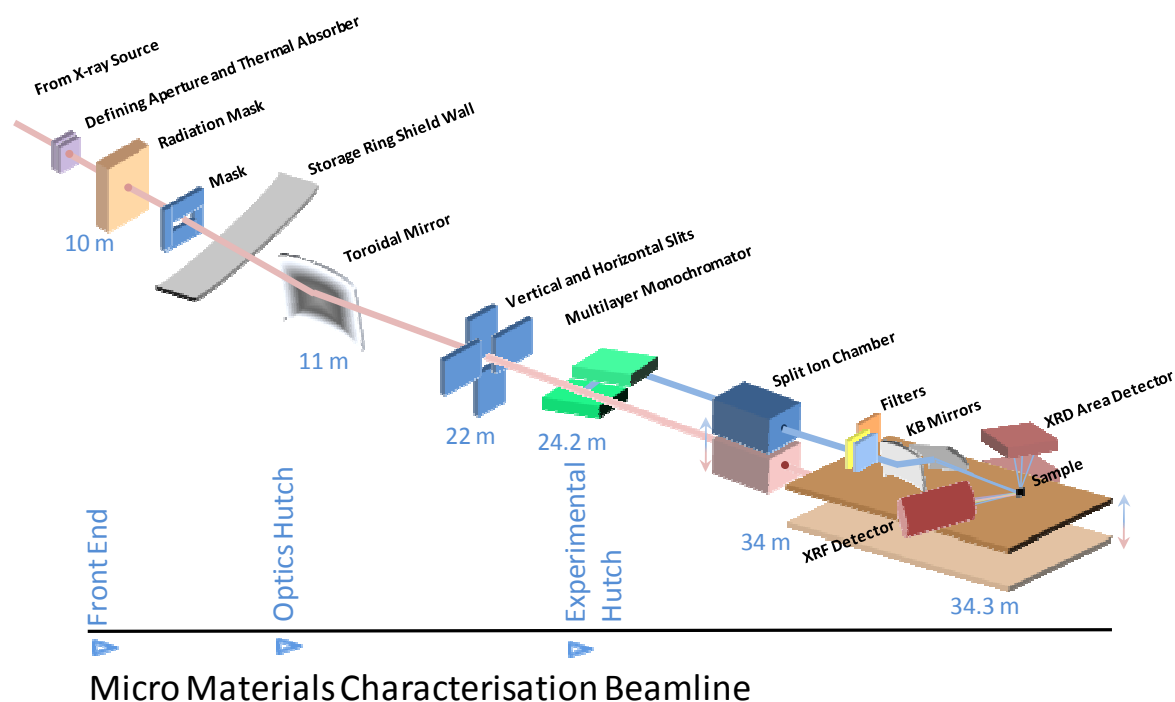 From X-ray Source
Defining Aperture and Thermal Absorber
Radiation Mask
10 m
Mask
Storage Ring Shield Wall
Toroidal Mirror
11 m
Vertical and Horizontal Slits
22 m
Multilayer Monochromator
24.2 m
Split Ion Chamber
34 m
Filters
KB Mirrors
XRD Area Detector
Sample
XRF Detector
34.3 m
Front End
Optics Hutch
Experimental
Hutch
Micro Materials Characterisation Beamline